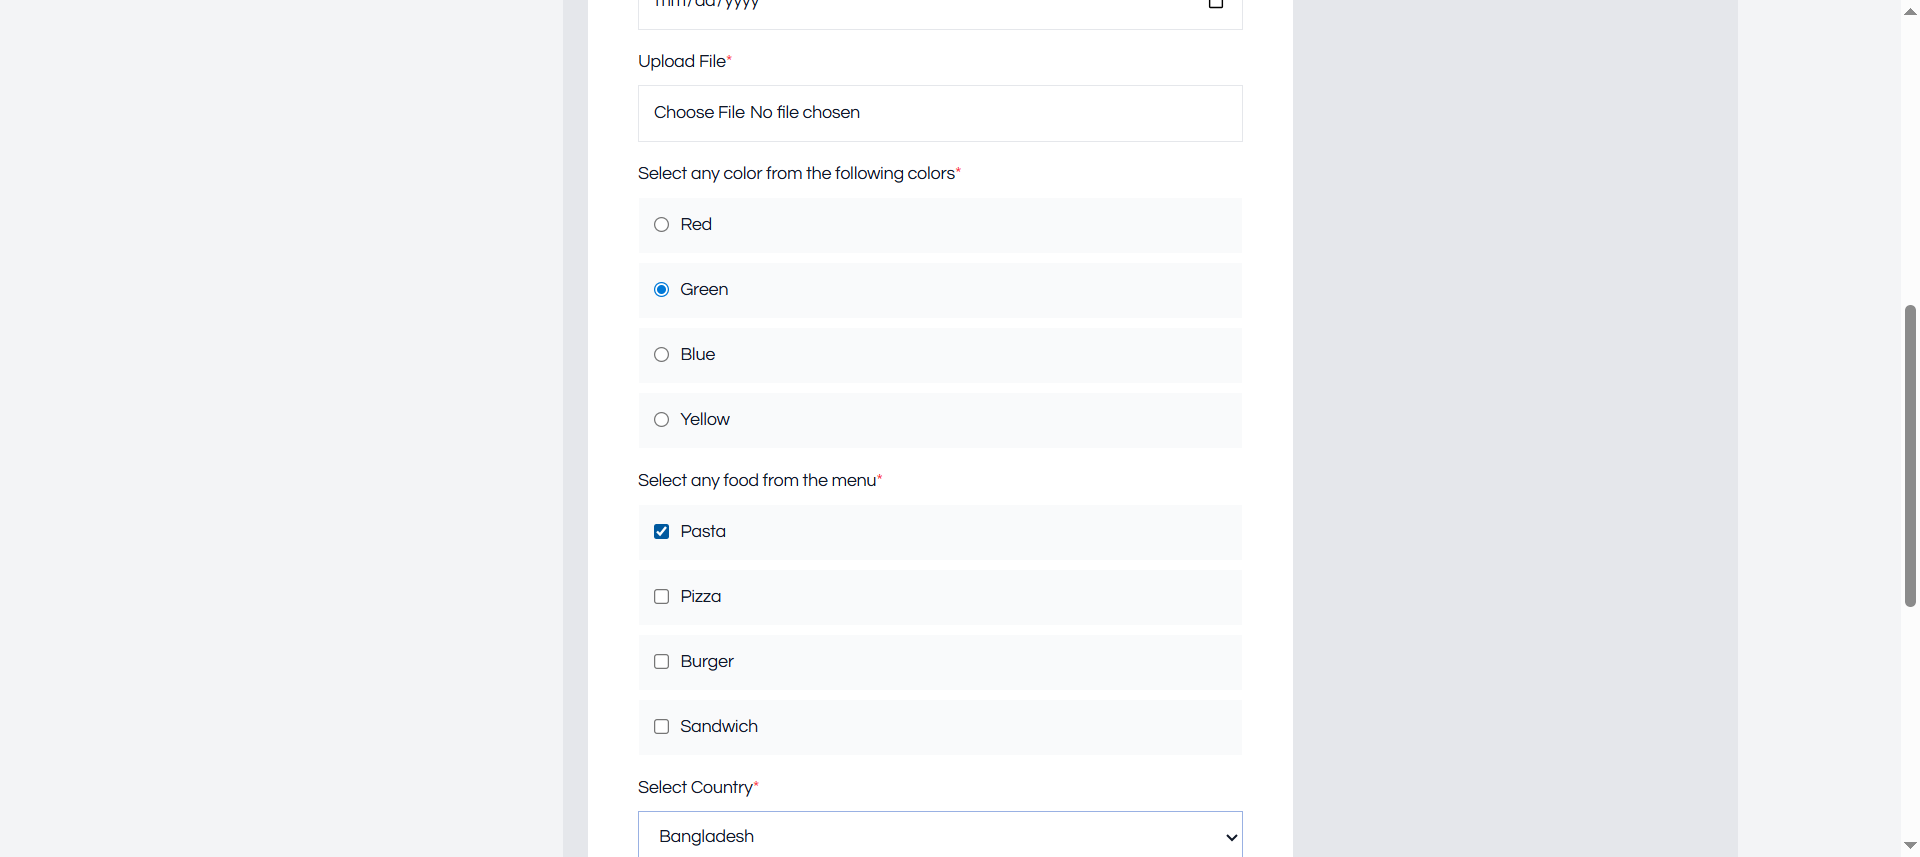 mm/dd/yyyy
Upload File*
Choose File No file chosen
Select any color from the following colors*
Red
Green
Blue
Yellow
Select any food from the menu*
Pasta
Pizza
Burger
Sandwich
Select Country*
Bangladesh